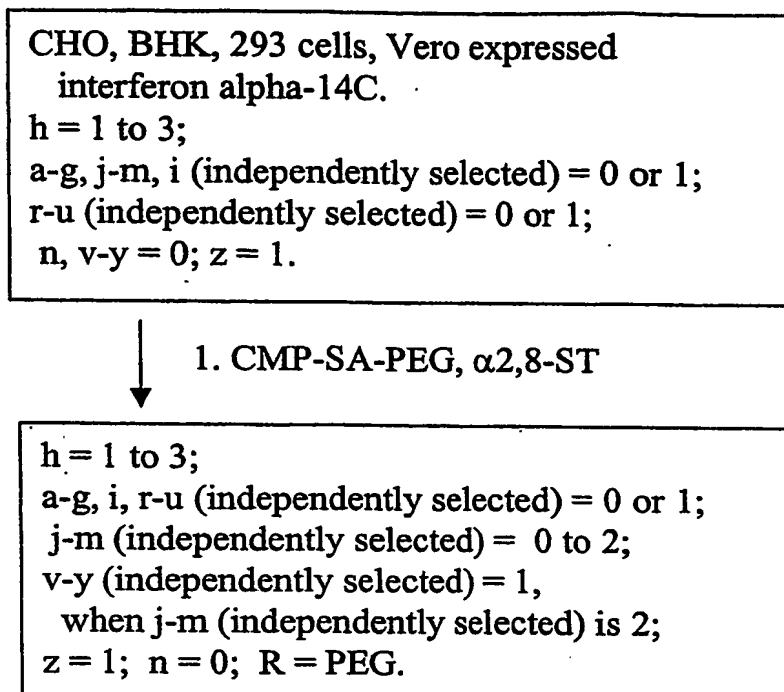 CHO, BHK, 293 cells, Vero expressed
interferon alpha-14C.
h = 1 to 3;
a-g, j-m, i (independently selected) = 0 or 1;
r-u (independently selected) = 0 or 1;
n, v-y = 0; z = 1.
1. CMP-SA-PEG, α2,8-ST
h = 1 to 3;
a-g, i, r-u (independently selected) = 0 or 1;
j-m (independently selected) = 0 to 2;
v-y (independently selected) = 1,
when j-m (independently selected) is 2;
z = 1; n = 0; R = PEG.